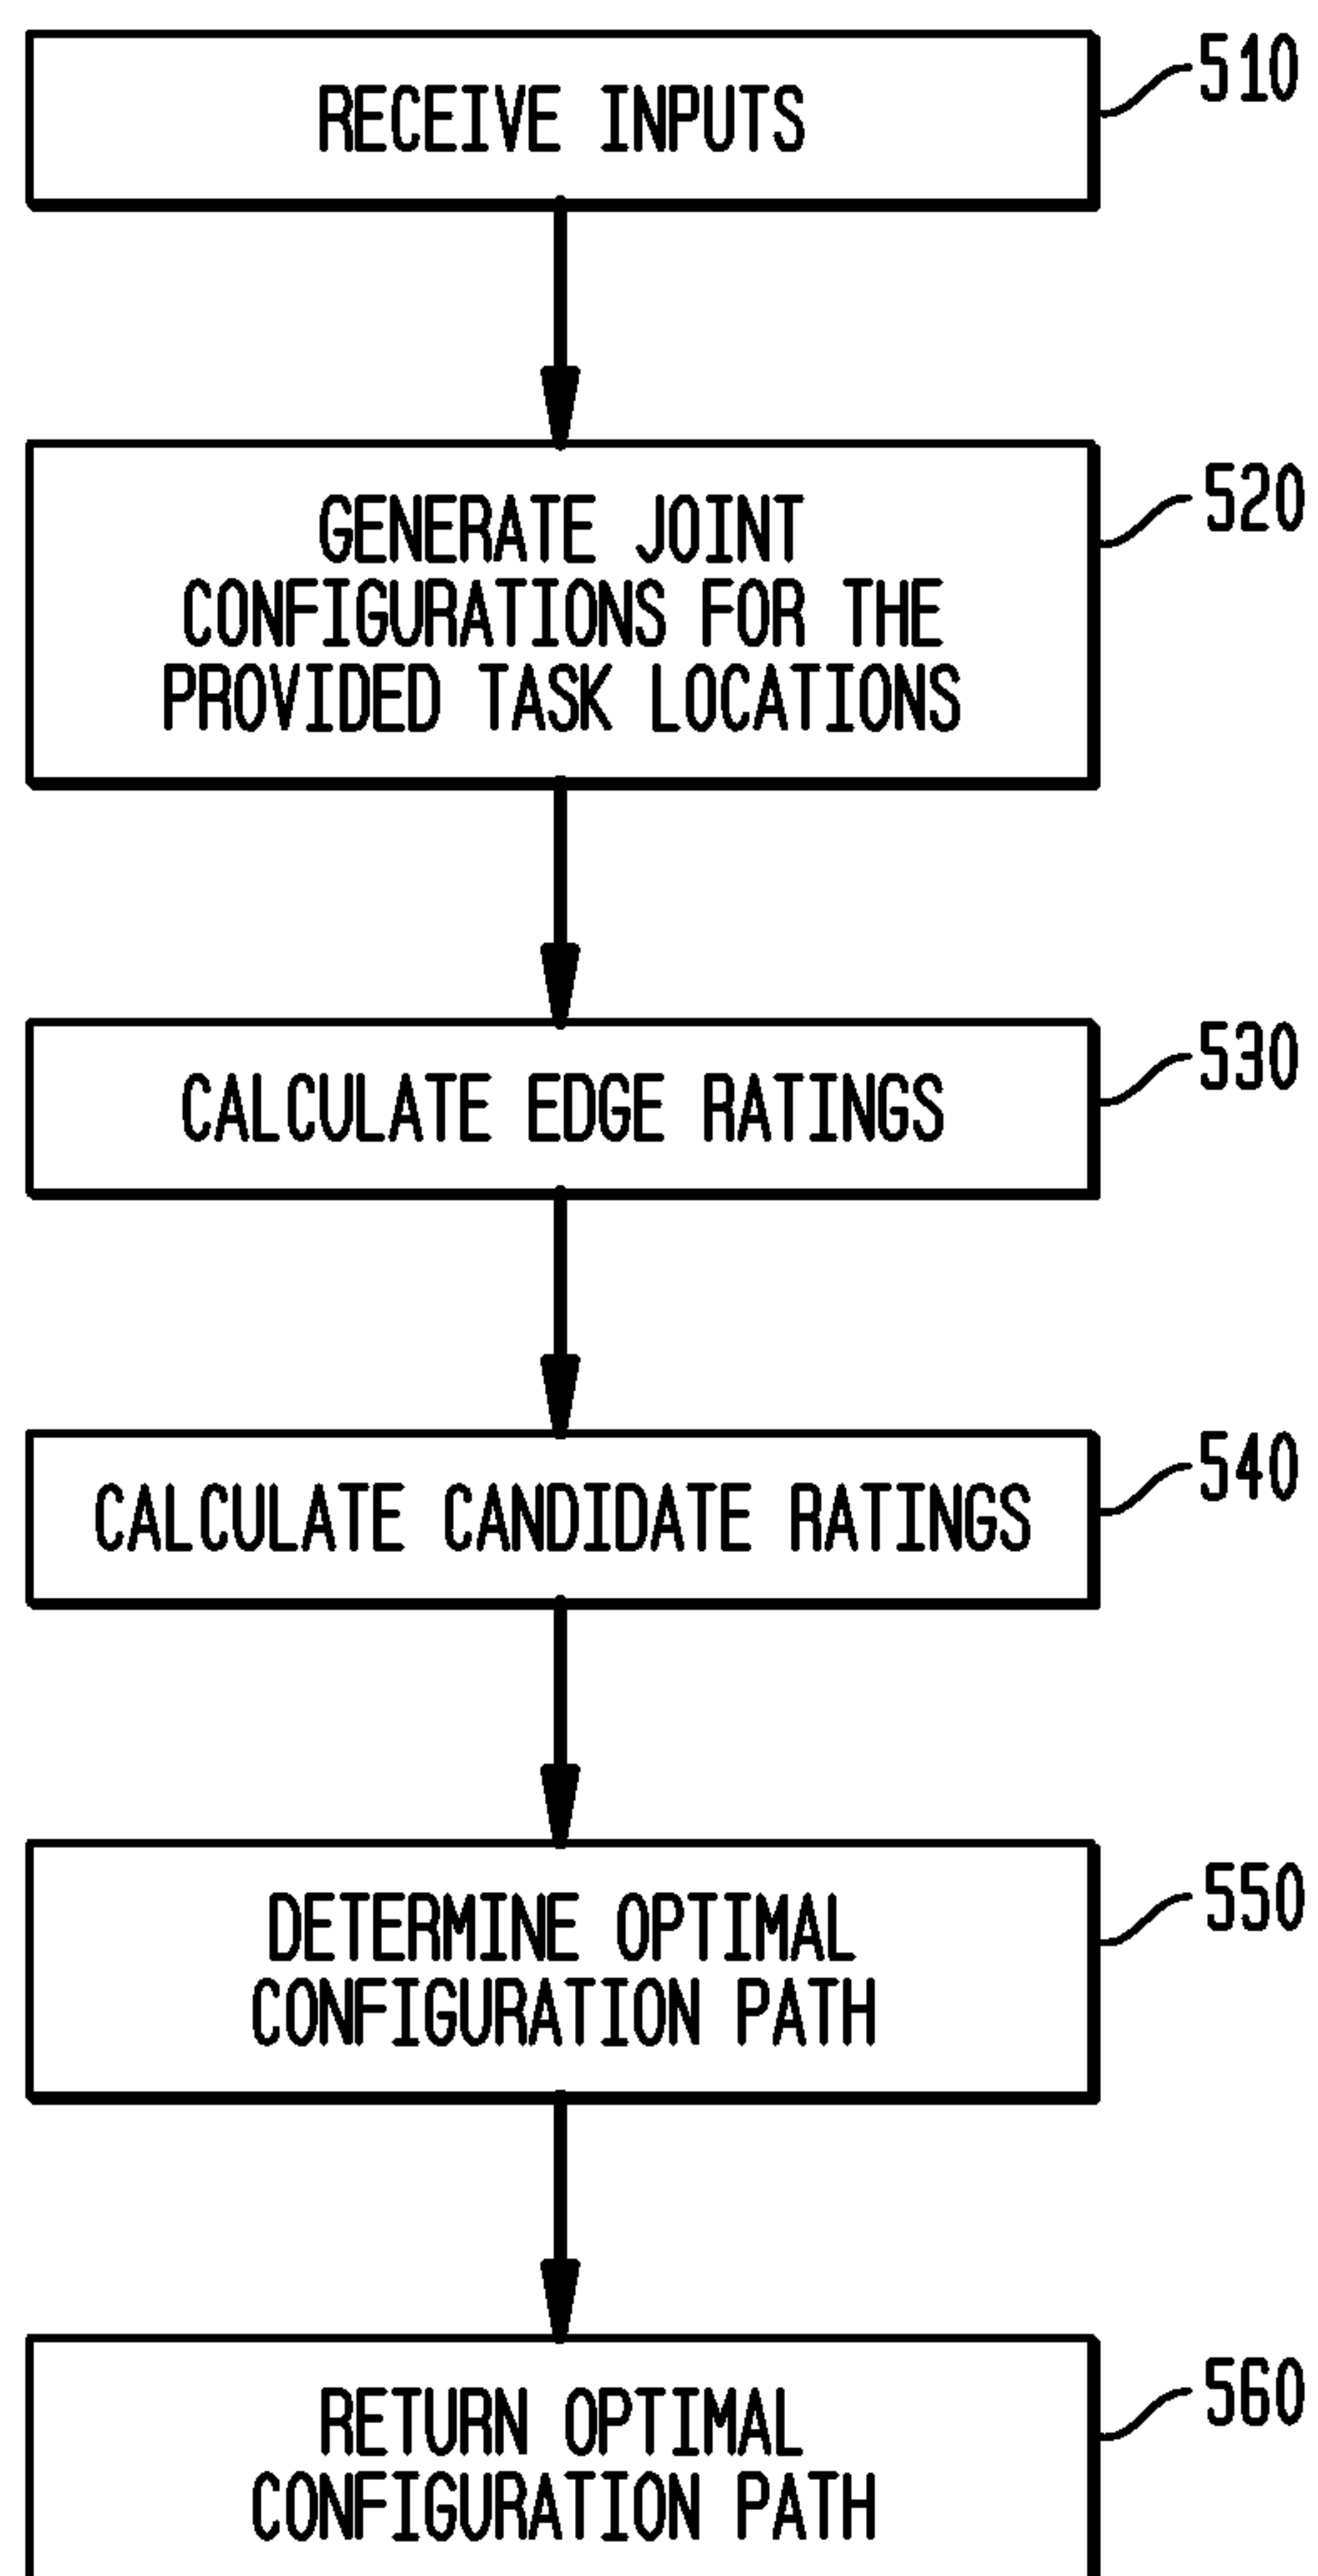 RECEIVE INPUTS
510
GENERATE JOINT
CONFIGURATIONS FOR THE
PROVIDED TASK LOCATIONS
520
CALCULATE EDGE RATINGS
530
CALCULATE CANDIDATE RATINGS
540
DETERMINE OPTIMAL
CONFIGURATION PATH
550
RETURN OPTIMAL
CONFIGURATION PATH
560